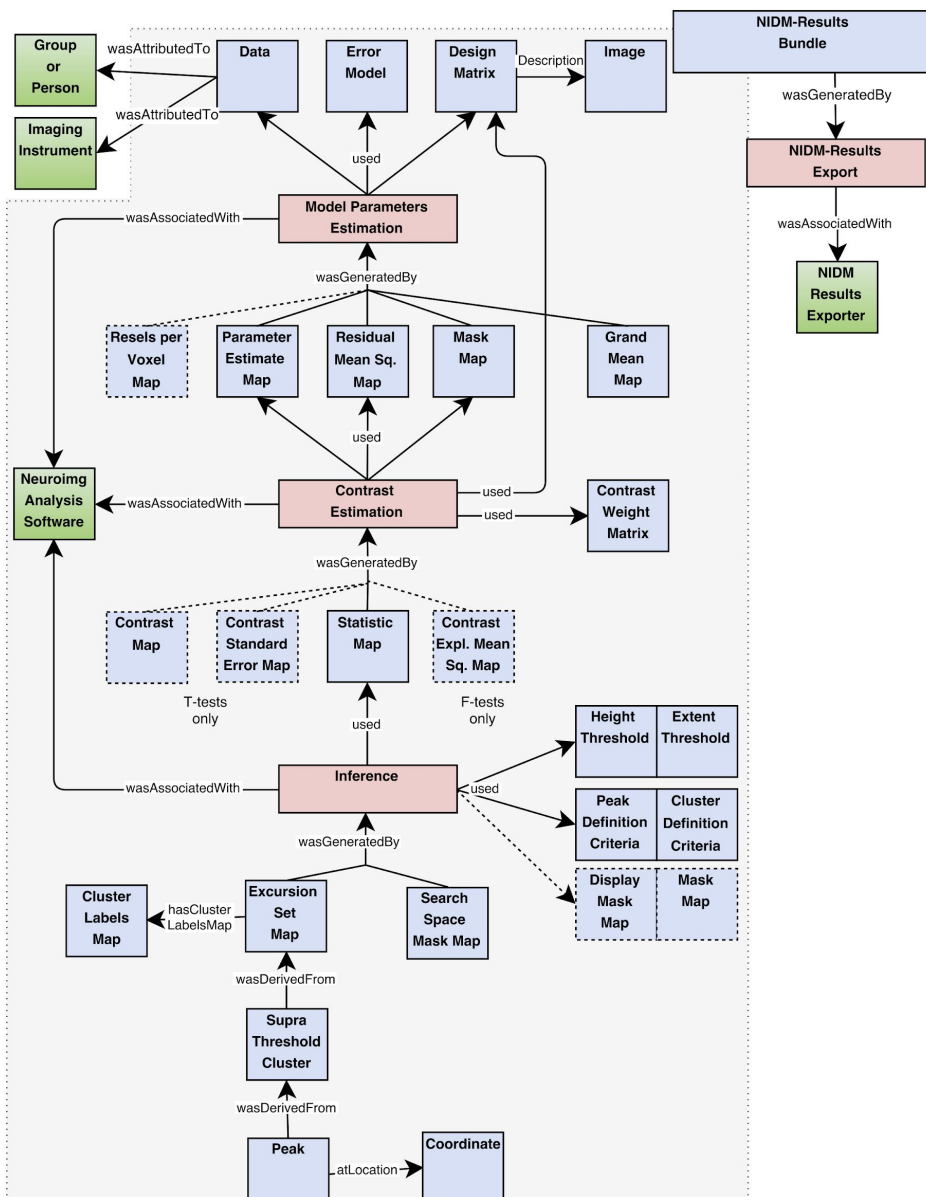 NIDM-Results
Bundle
wasGeneratedBy
NIDM-Results
Export
wasAssociatedWith
NIDM
Results
Exporter
Group
or
Person
wasAttributedTo
Data
Error
Model
Design
Matrix
Description
Image
wasAttributedTo
Imaging
Instrument
used
Model Parameters
Estimation
wasAssociatedWith
wasGeneratedBy
Resels per
Voxel
Map
Parameter
Estimate
Map
Residual
Mean Sq.
Map
Mask
Map
Grand
Mean
Map
used
Neuroimg
Analysis
Software
wasAssociatedWith
Contrast
Estimation
used
used
Contrast
Weight
Matrix
wasGeneratedBy
Contrast
Map
Contrast
Standard
Error Map
Statistic
Map
Contrast
Expl. Mean
Sq. Map
T-tests
only
F-tests
only
used
Height
Threshold
Extent
Threshold
wasAssociatedWith
Inference
used
Peak
Definition
Criteria
Cluster
Definition
Criteria
wasGeneratedBy
Display
Mask
Map
Mask
Map
Cluster
Labels
Map
hasCluster
LabelsMap
Excursion
Set
Map
Search
Space
Mask Map
wasDerivedFrom
Supra
Threshold
Cluster
wasDerivedFrom
Peak
atLocation
Coordinate